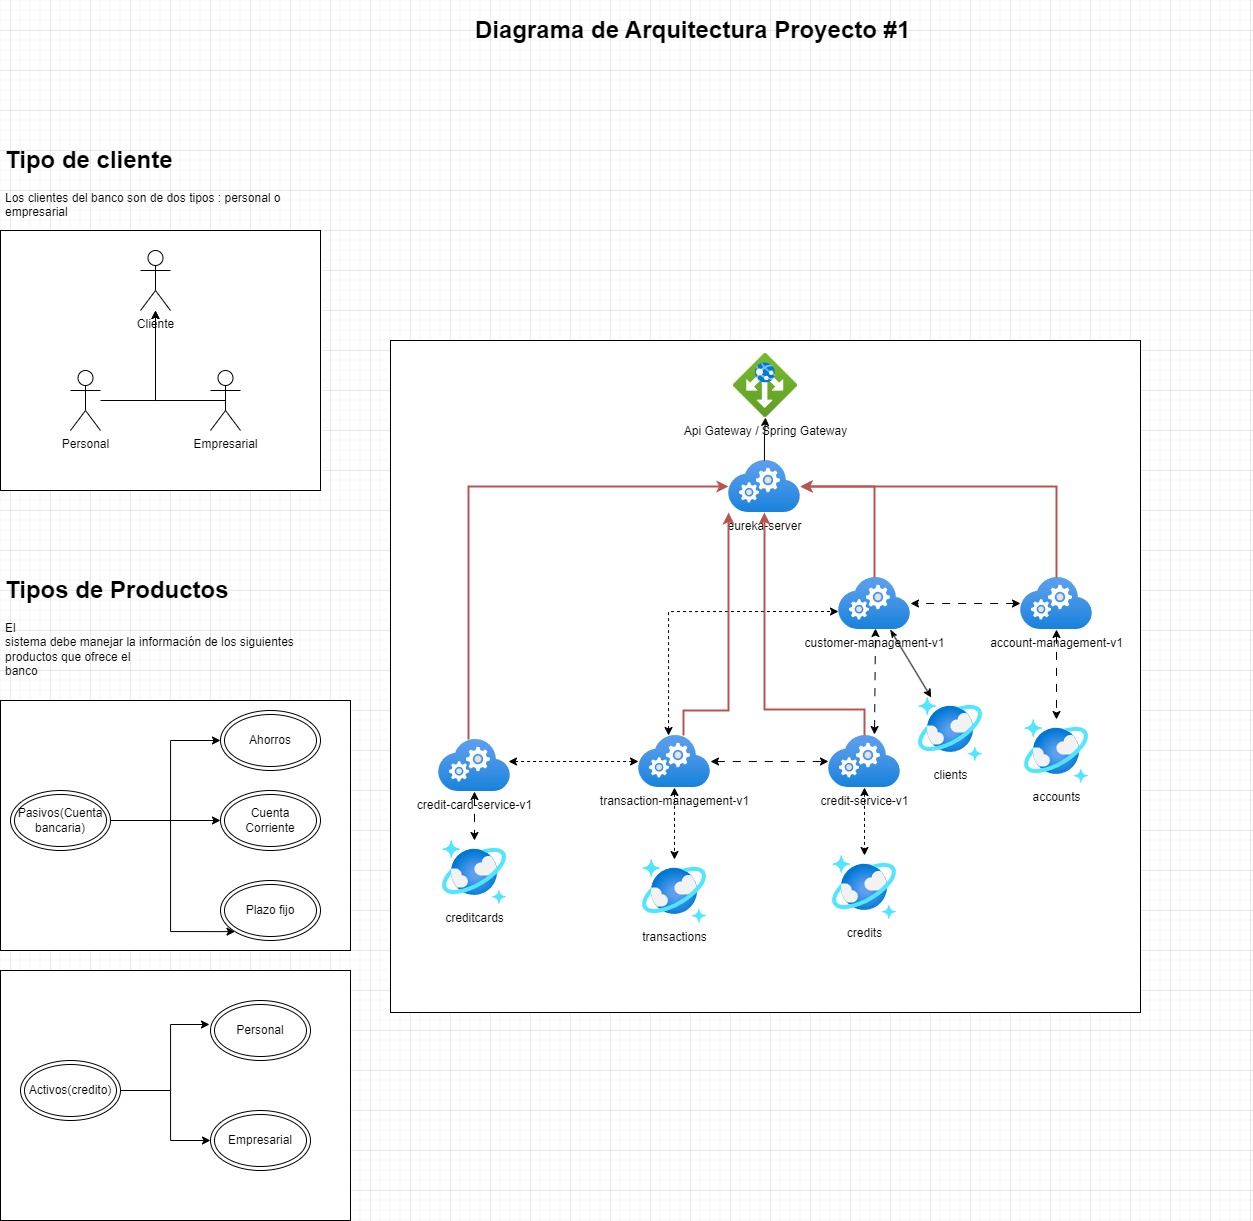 Diagrama de Arquitectura Proyecto #1
Tipo de cliente
Los clientes del banco son de dos tipos : personal o
empresarial
Cliente
Personal
Empresarial
Tipos de Productos
El
sistema debe manejar la información de los siguientes
productos que ofrece el
banco
Pasivos(Cuenta
bancaria)
Ahorros
Cuenta
Corriente
Plazo fijo
Activos(credito)
Personal
Empresarial
Api Gateway / Spring Gateway
eureka-server
customer-management-v1
account-management-v1
clients
accounts
credit-card-service-v1
transaction-management-v1
credit-service-v1
creditcards
transactions
credits